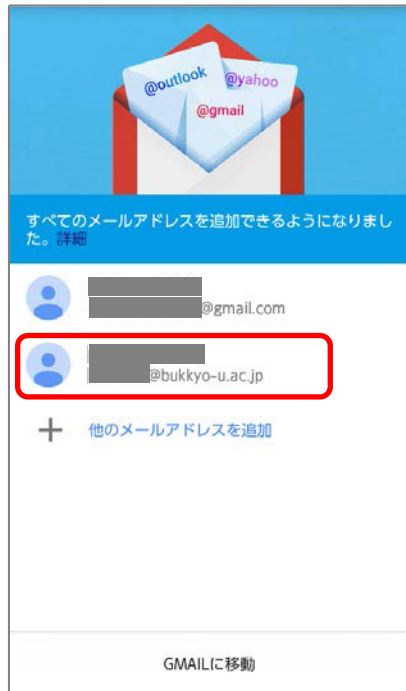 @outlook
@yahoo
@gmail
すべてのメールアドレスを追加できるようになりまし
た。詳細
@gmail.com
@bukkyo-u.ac.jp
他のメールアドレスを追加
GMAILに移動